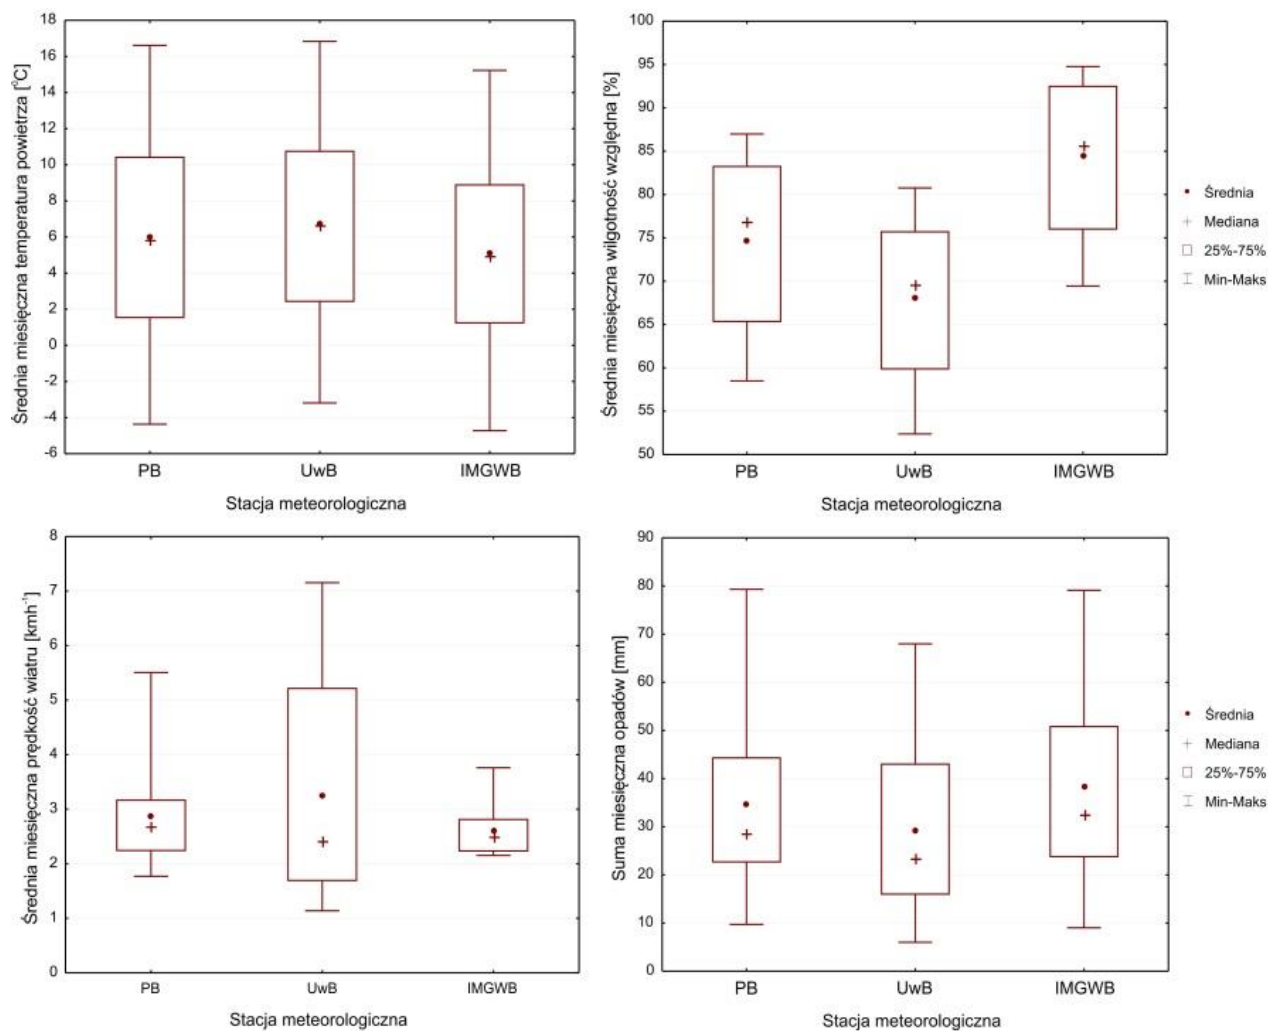 Średnia miesięczna temperatura powietrza [⁰C]
18
16
14
12
10
8
6
4
2
0
-2
-4
-6
PB UwB IMGWB
Stacja meteorologiczna
Średnia miesięczna wilgotność względna [%]
100
95
90
85
80
75
70
65
60
55
50
PB UwB IMGWB
Stacja meteorologiczna
Średnia
Mediana
25%-75%
Min-Maks
Średnia miesięczna prędkość wiatru [kmh⁻¹]
8
7
6
5
4
3
2
1
0
PB UwB IMGWB
Stacja meteorologiczna
Suma miesięczna opadów [mm]
90
80
70
60
50
40
30
20
10
0
PB UwB IMGWB
Stacja meteorologiczna
Średnia
Mediana
25%-75%
Min-Maks